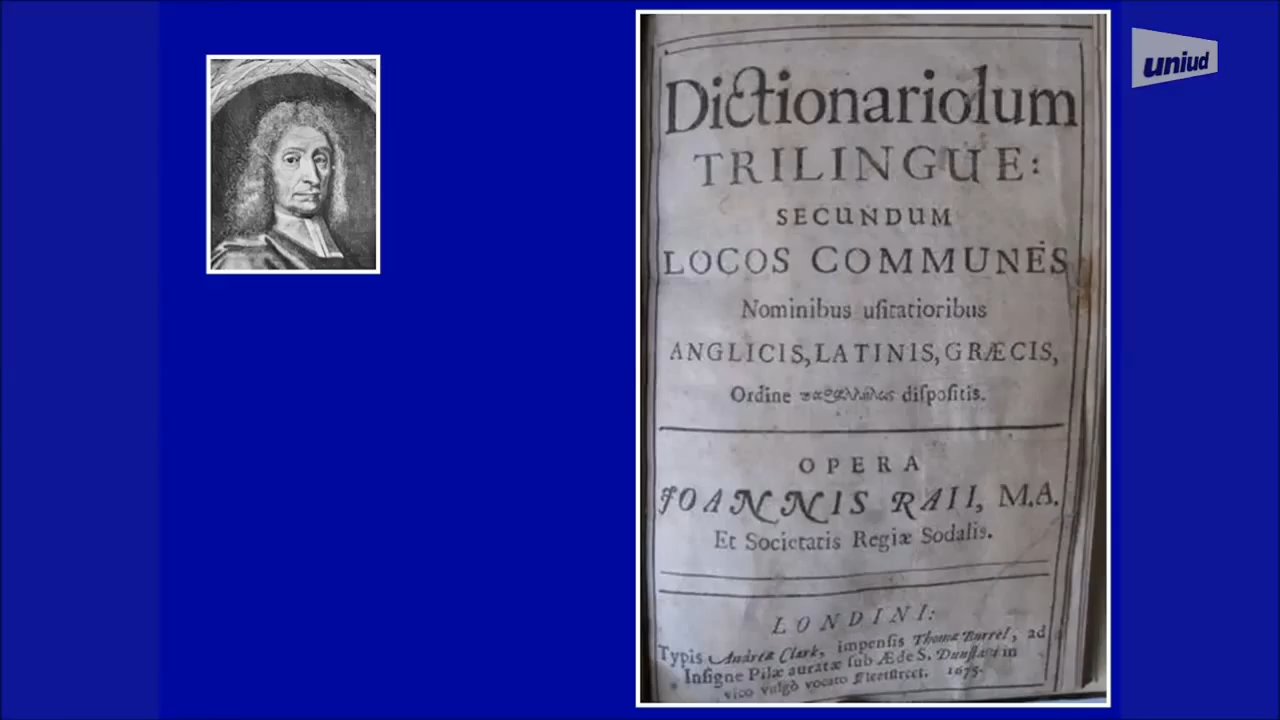 uniud
Dictionariolum
TRILINGUE:
SECUNDUM
LOCOS COMMUNES
Nominibus uſitatioribus
ANGLICIS, LATINIS, GRÆCIS,
Ordine παραλλήλως diſpoſitis.
OPERA
JOANNIS RAII, M.A.
Et Societatis Regiæ Sodalis.
LONDINI:
Typis Andreæ Clark, impenſis Thomæ Burrel, ad
Inſigne Pilæ auratæ ſub Æde S. Dunſtani in
vico vulgò vocato Fleetſtreet. 1675.